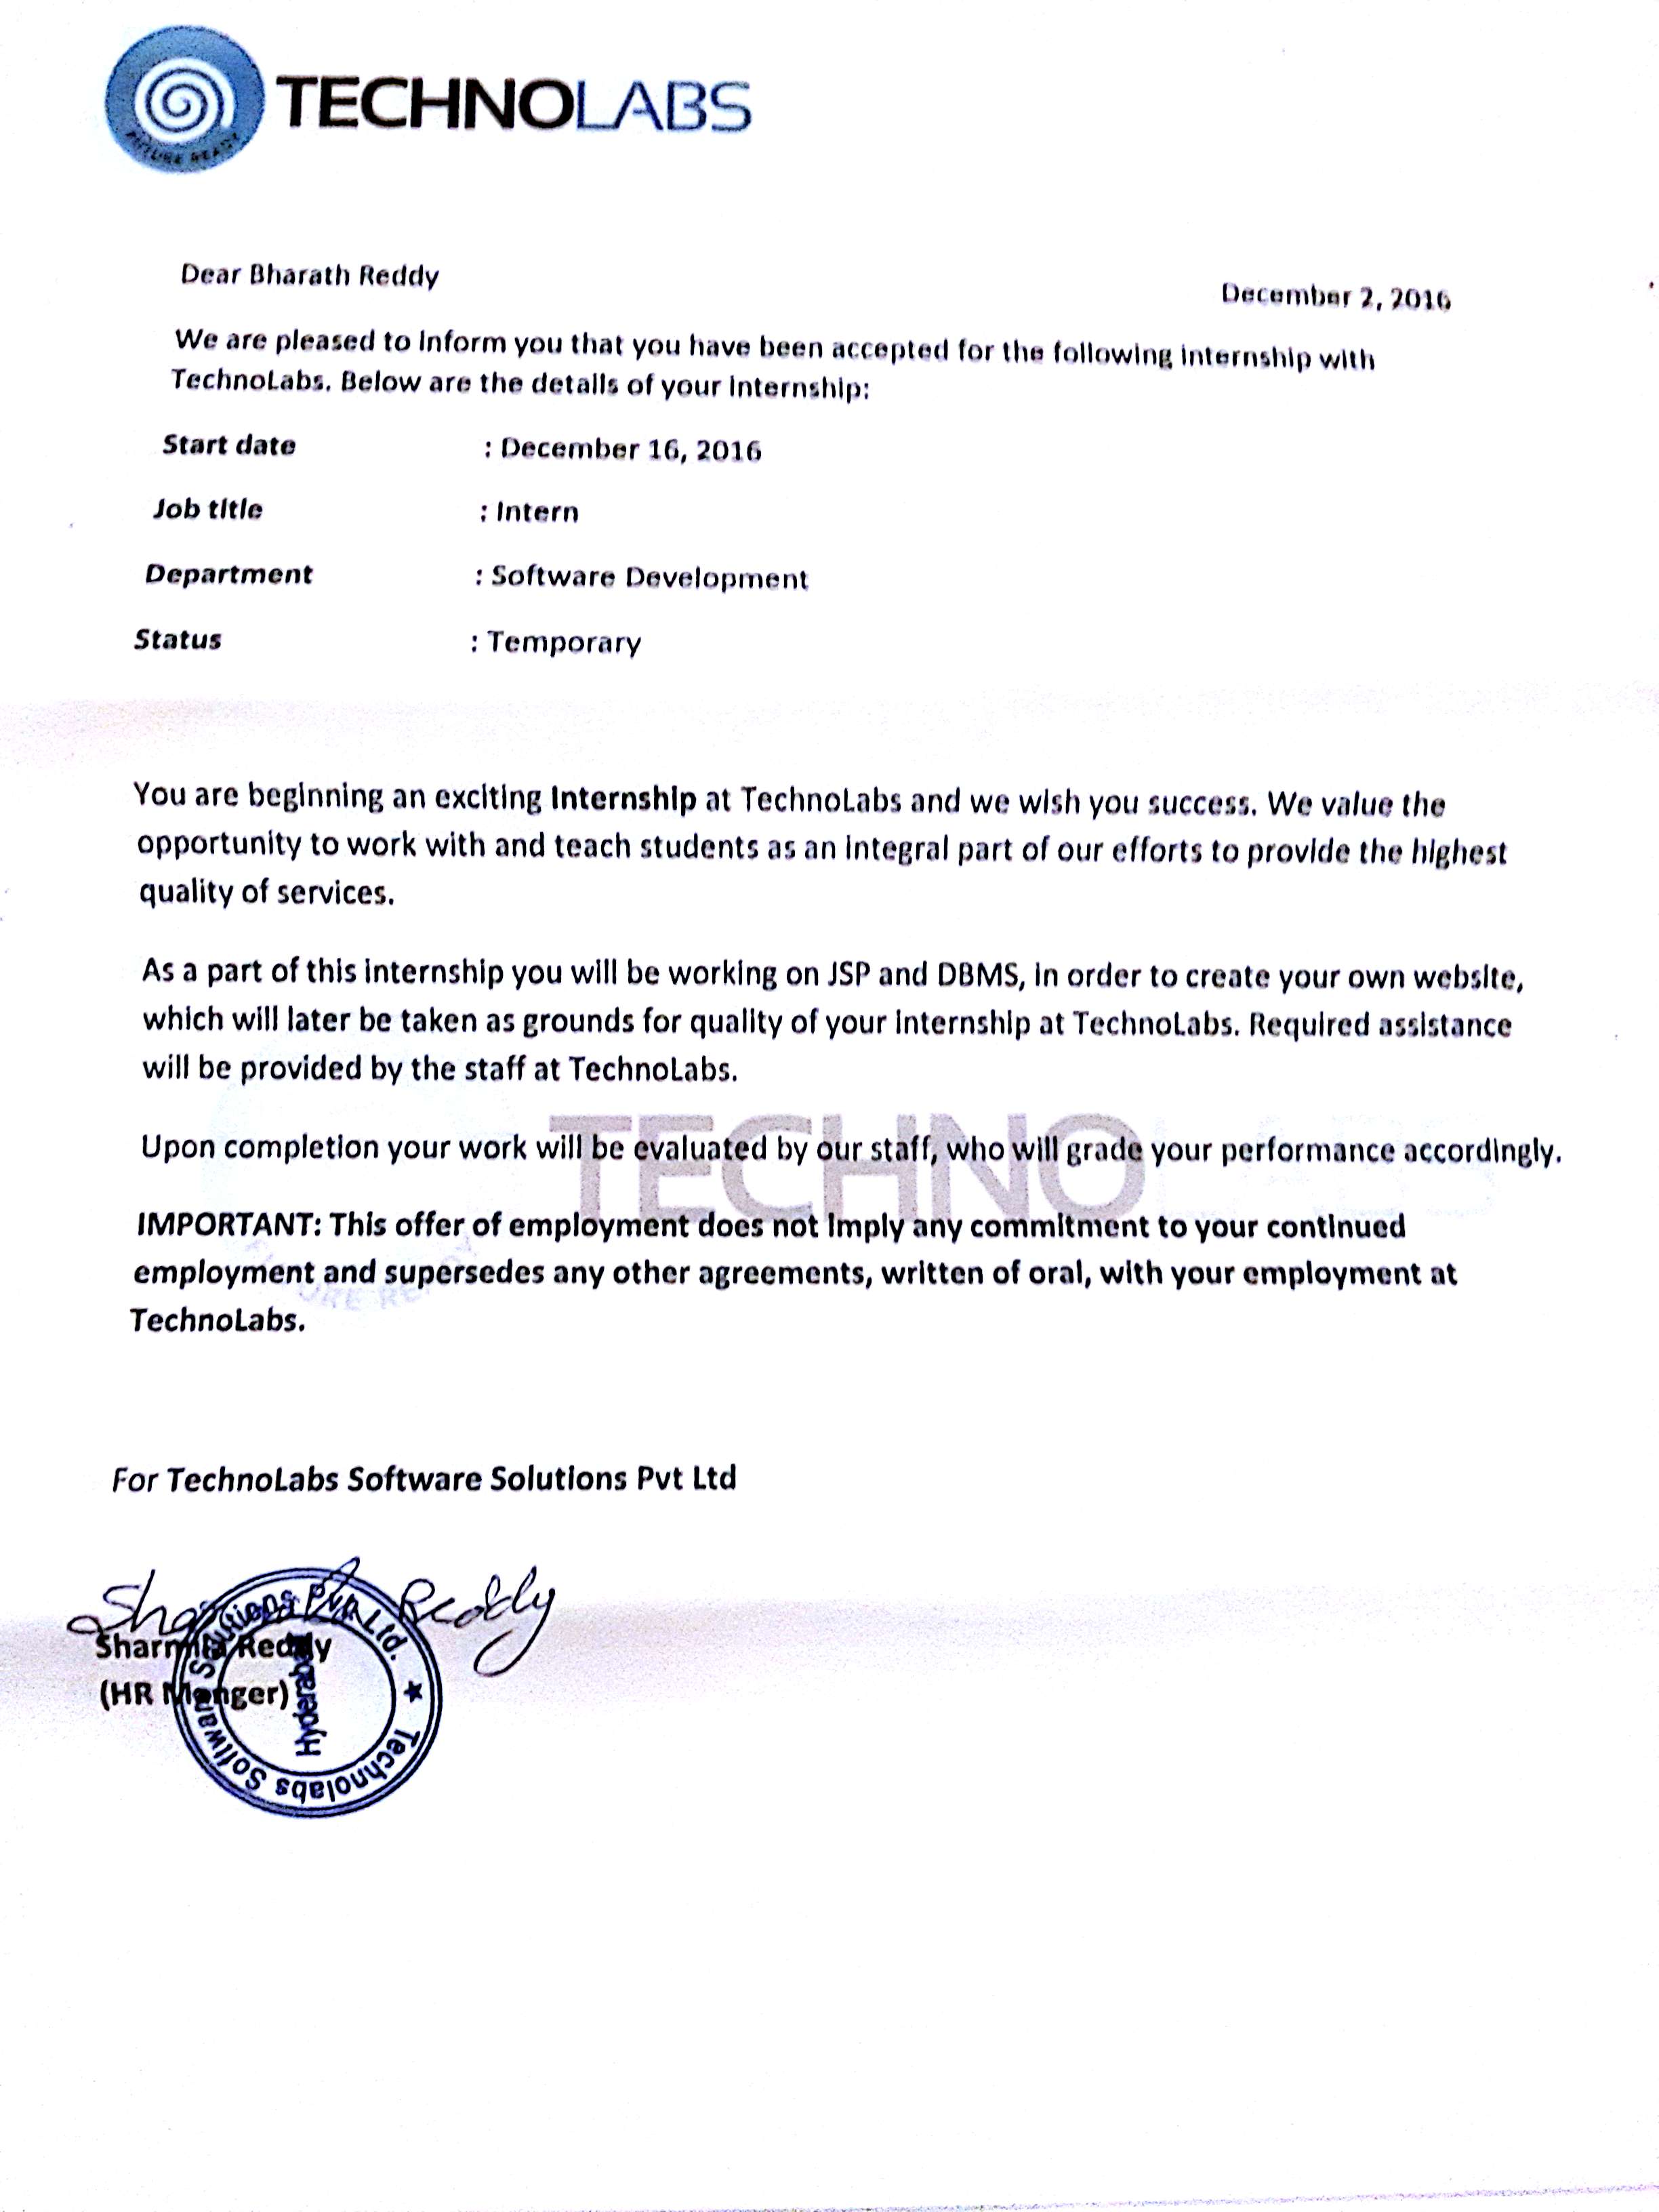 TECHNOLABS
FUTURE READY
Dear Bharath Reddy
December 2, 2016
We are pleased to inform you that you have been accepted for the following internship with
TechnoLabs. Below are the details of your internship:
Start date : December 16, 2016
Job title : Intern
Department : Software Development
Status : Temporary
You are beginning an exciting Internship at TechnoLabs and we wish you success. We value the
opportunity to work with and teach students as an integral part of our efforts to provide the highest
quality of services.
As a part of this internship you will be working on JSP and DBMS, in order to create your own website,
which will later be taken as grounds for quality of your internship at TechnoLabs. Required assistance
will be provided by the staff at TechnoLabs.
TECHNO
Upon completion your work will be evaluated by our staff, who will grade your performance accordingly.
IMPORTANT: This offer of employment does not imply any commitment to your continued
employment and supersedes any other agreements, written of oral, with your employment at
TechnoLabs.
For TechnoLabs Software Solutions Pvt Ltd
Reddy
Sharmila Reddy
(HR Manger)
Technolabs Software Solutions Pvt. Ltd. ★
Hyderabad